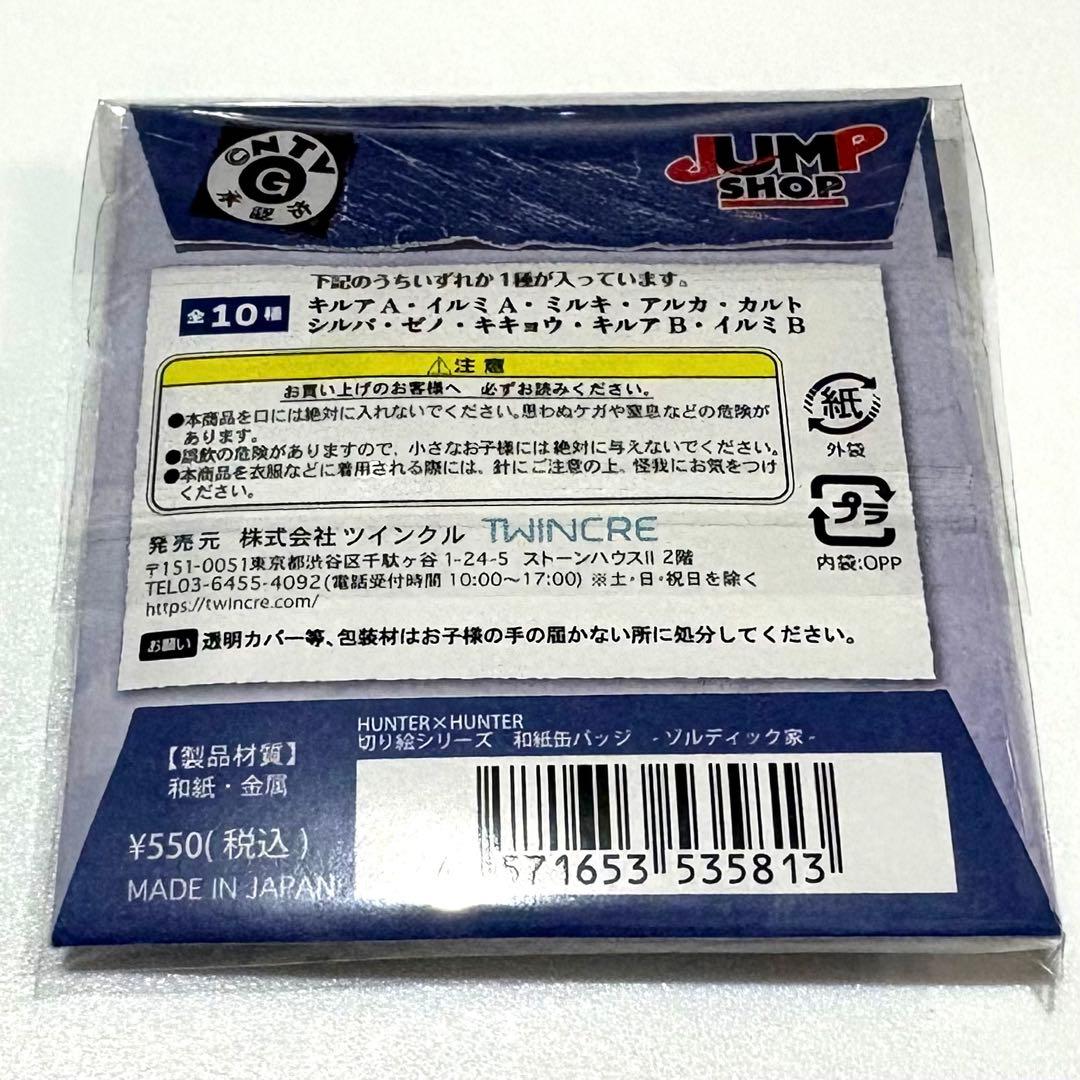 ©NTV
G
承認市
JUMP
SHOP
下記のうちいずれか1種が入っています。
全10種
キルアA・イルミA・ミルキ・アルカ・カルト
シルバ・ゼノ・キキョウ・キルアB・イルミB
⚠注意
お買い上げのお客様へ 必ずお読みください。
●本商品を口には絶対に入れないでください。思わぬケガや窒息などの危険が
あります。
●誤飲の危険がありますので、小さなお子様には絶対に与えないでください。
●本商品を衣服などに着用される際には、針にご注意の上、怪我にお気をつけ
ください。
紙
外袋
プラ
内袋:OPP
発売元 株式会社ツインクル TWINCRE
〒151-0051東京都渋谷区千駄ヶ谷 1-24-5 ストーンハウスII 2階
TEL03-6455-4092(電話受付時間 10:00～17:00) ※土・日・祝日を除く
https://twincre.com/
お願い 透明カバー等、包装材はお子様の手の届かない所に処分してください。
HUNTER×HUNTER
切り絵シリーズ 和紙缶バッジ -ゾルディック家-
【製品材質】
和紙・金属
¥550(税込)
MADE IN JAPAN
571653 535813